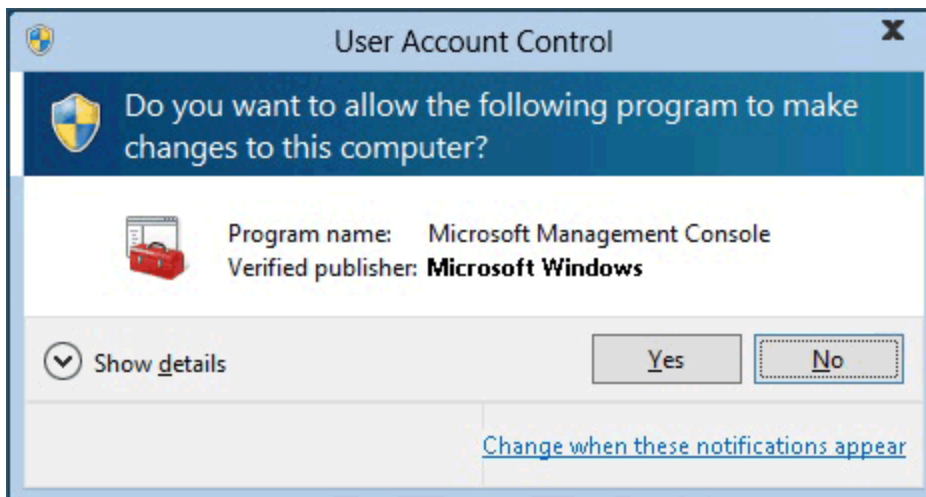 User Account Control
Do you want to allow the following program to make
changes to this computer?
Program name: Microsoft Management Console
Verified publisher: Microsoft Windows
Show details
Yes
No
Change when these notifications appear